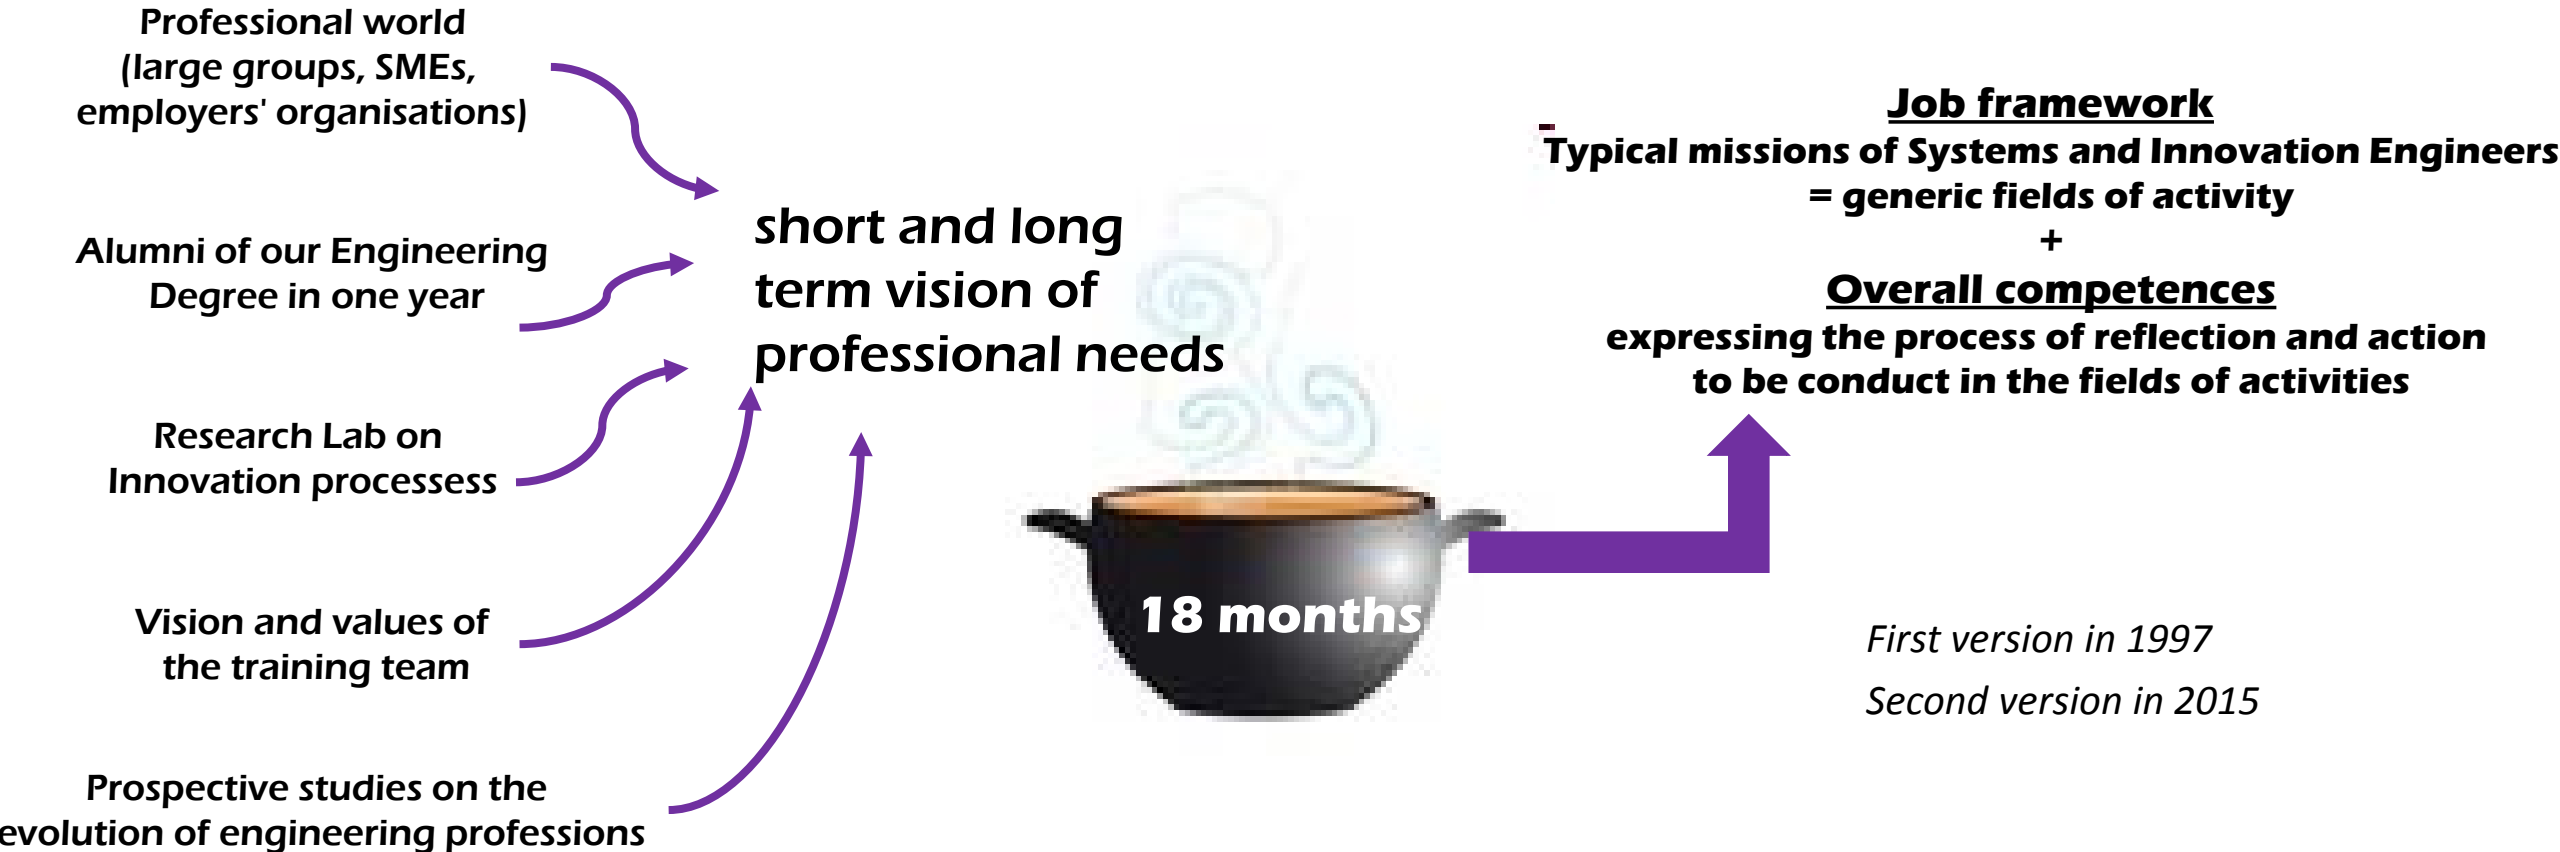 Professional world
(large groups, SMEs,
employers' organisations)
Alumni of our Engineering
Degree in one year
Research Lab on
Innovation processess
Vision and values of
the training team
Prospective studies on the
evolution of engineering professions
short and long
term vision of
professional needs
18 months
Job framework
Typical missions of Systems and Innovation Engineers
= generic fields of activity
+
Overall competences
expressing the process of reflection and action
to be conduct in the fields of activities
First version in 1997
Second version in 2015